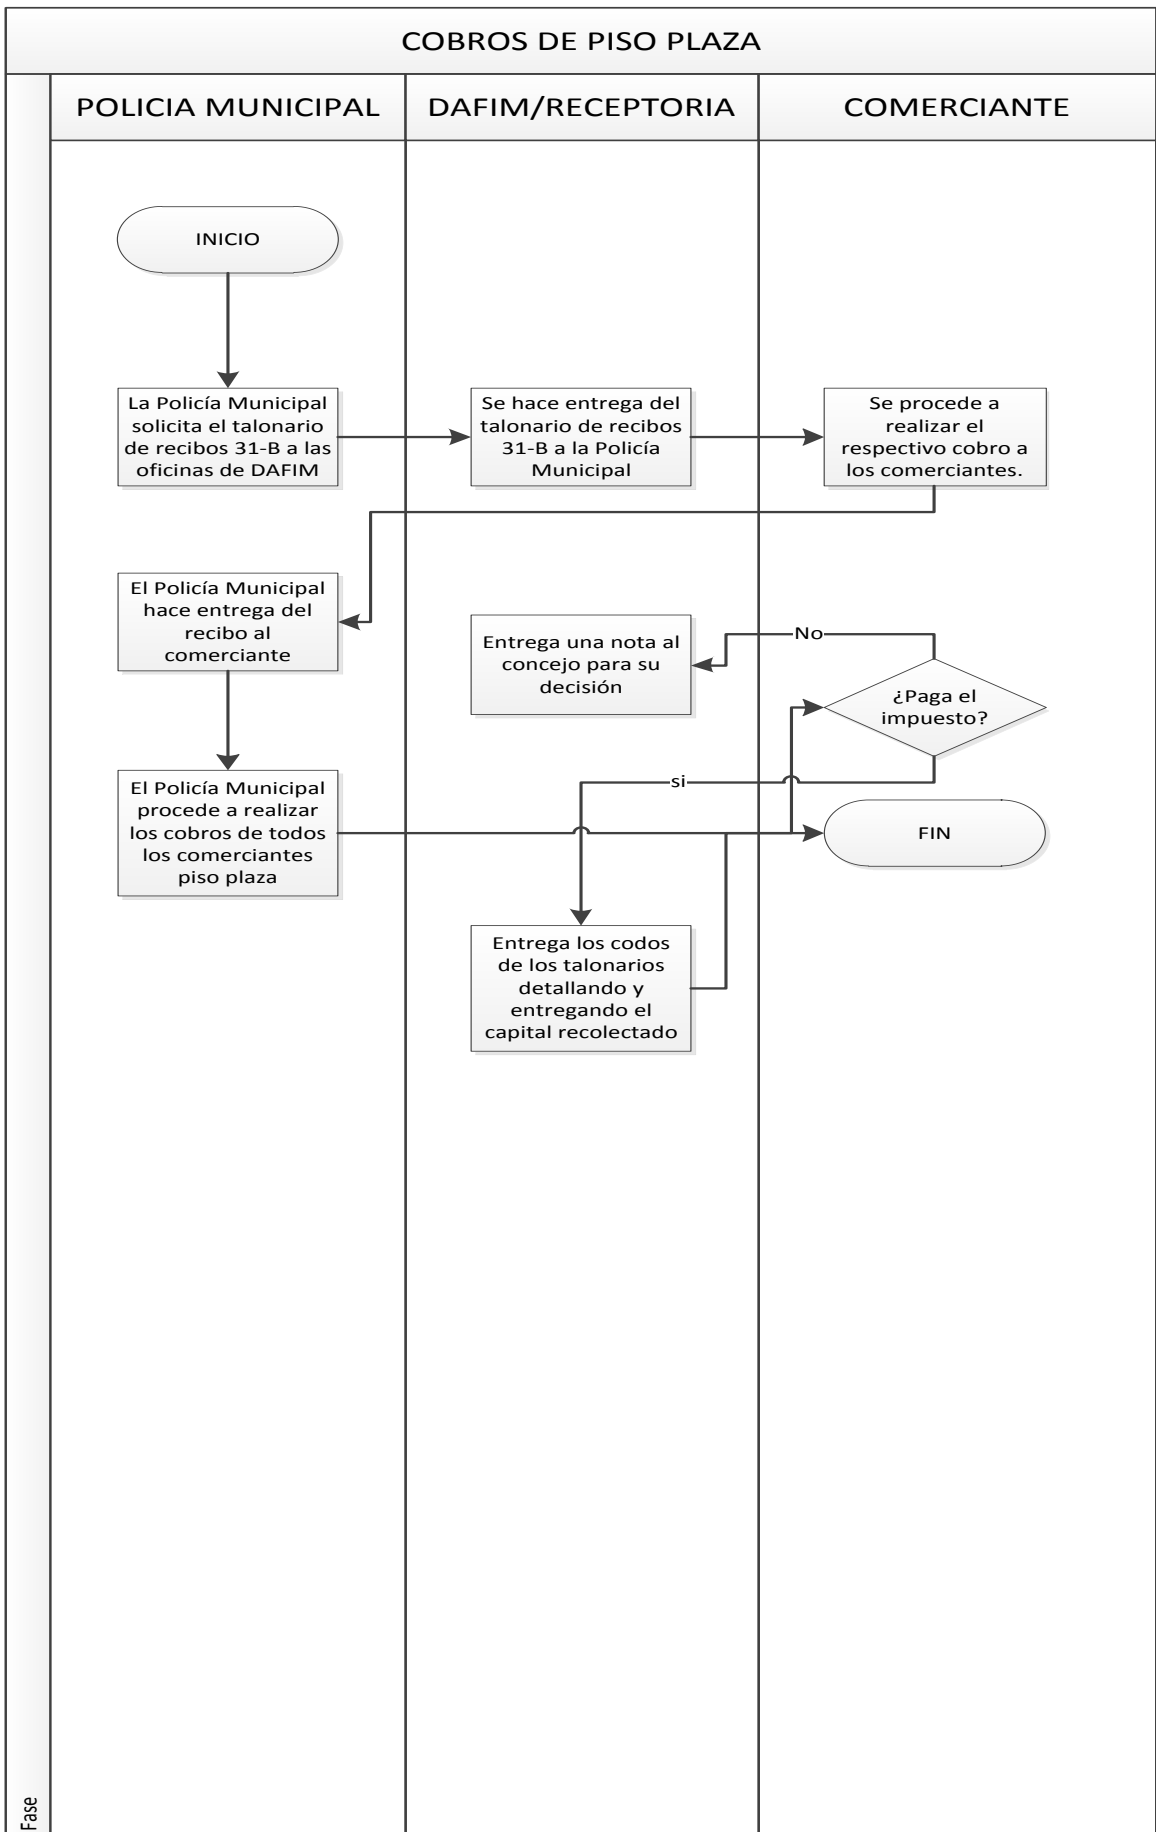 COBROS DE PISO PLAZA
POLICIA MUNICIPAL
DAFIM/RECEPTORIA
COMERCIANTE
INICIO
La Policía Municipal
solicita el talonario
de recibos 31-B a las
oficinas de DAFIM
Se hace entrega del
talonario de recibos
31-B a la Policía
Municipal
Se procede a
realizar el
respectivo cobro a
los comerciantes.
El Policía Municipal
hace entrega del
recibo al
comerciante
Entrega una nota al
concejo para su
decisión
No
¿Paga el
impuesto?
si
El Policía Municipal
procede a realizar
los cobros de todos
los comerciantes
piso plaza
FIN
Entrega los codos
de los talonarios
detallando y
entregando el
capital recolectado
Fase